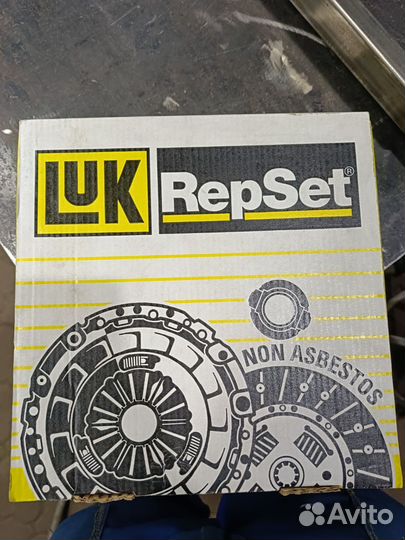 LUK RepSet®
NON ASBESTOS
Avito